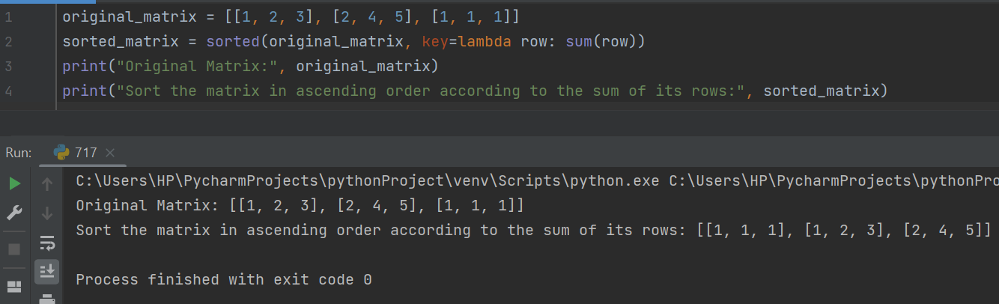 1 original_matrix = [[1, 2, 3], [2, 4, 5], [1, 1, 1]]
2 sorted_matrix = sorted(original_matrix, key=lambda row: sum(row))
3 print("Original Matrix:", original_matrix)
4 print("Sort the matrix in ascending order according to the sum of its rows:", sorted_matrix)
Run: 717
C:\Users\HP\PycharmProjects\pythonProject\venv\Scripts\python.exe C:\Users\HP\PycharmProjects\pythonPro
Original Matrix: [[1, 2, 3], [2, 4, 5], [1, 1, 1]]
Sort the matrix in ascending order according to the sum of its rows: [[1, 1, 1], [1, 2, 3], [2, 4, 5]]
Process finished with exit code 0